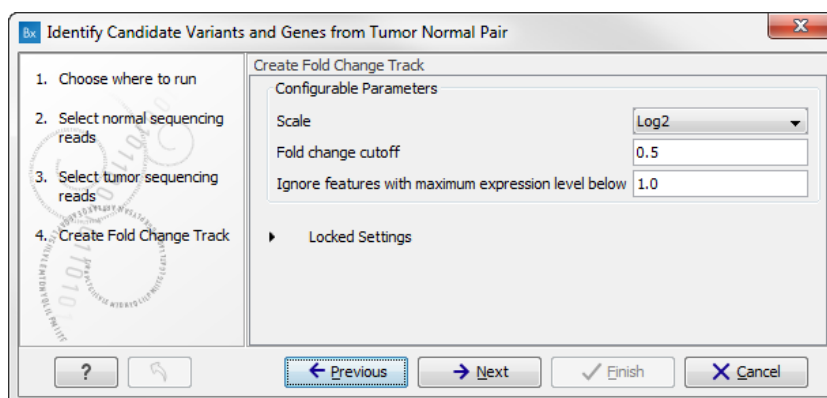 Bx Identify Candidate Variants and Genes from Tumor Normal Pair
X
1. Choose where to run
2. Select normal sequencing
reads
3. Select tumor sequencing
reads
4. Create Fold Change Track
Create Fold Change Track
Configurable Parameters
Scale
Log2
Fold change cutoff
0.5
Ignore features with maximum expression level below
1.0
Locked Settings
?
Previous
Next
Finish
Cancel